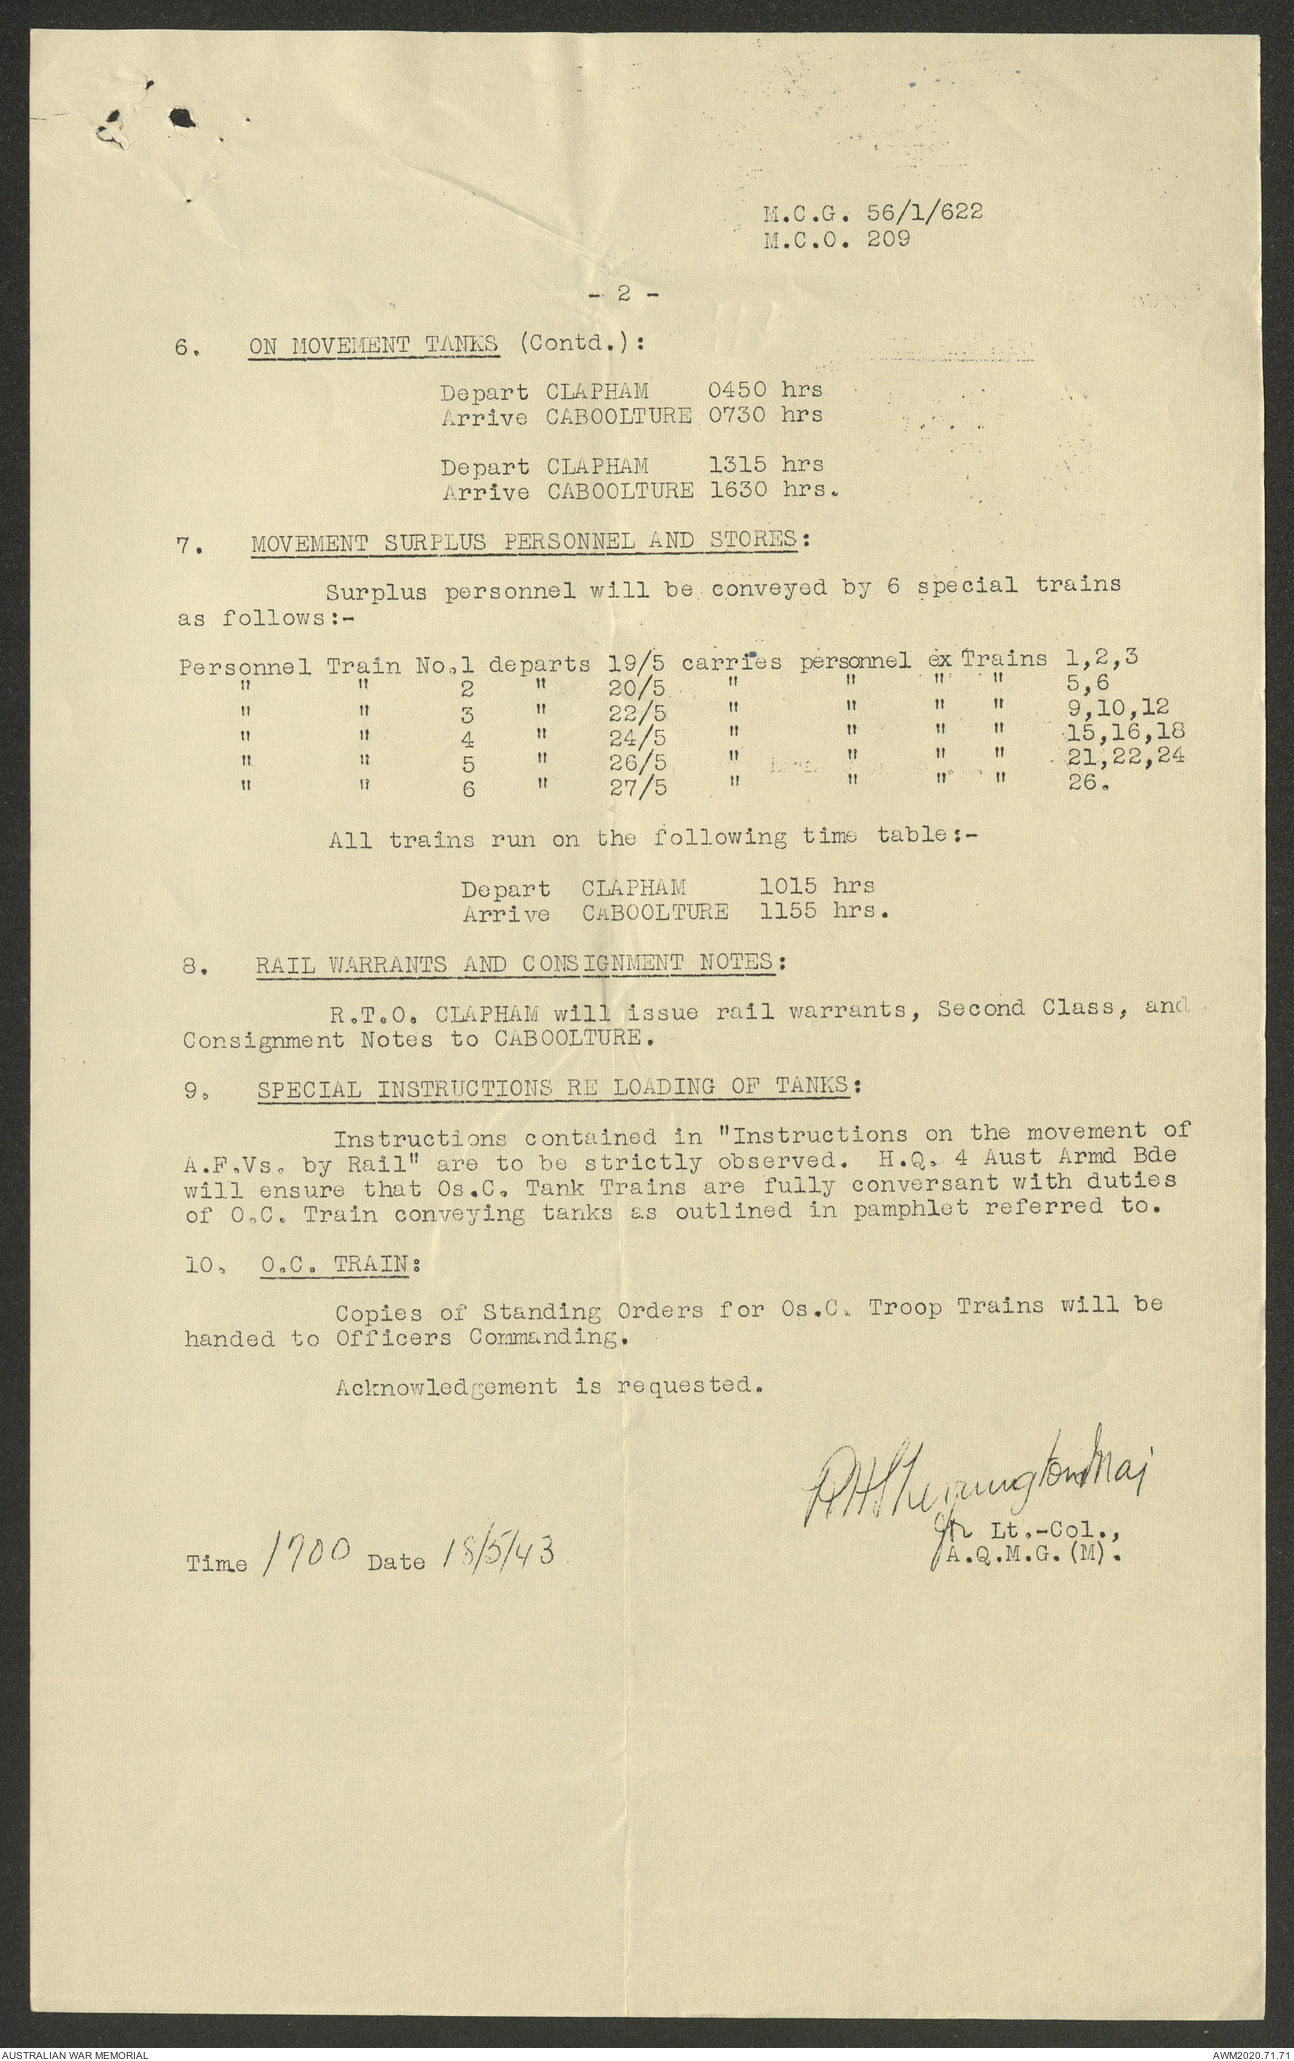 M.C.G. 56/1/622
M.C.O. 209
- 2 -
6. ON MOVEMENT TANKS (Contd.):
Depart CLAPHAM 0450 hrs
Arrive CABOOLTURE 0730 hrs
Depart CLAPHAM 1315 hrs
Arrive CABOOLTURE 1630 hrs.
7. MOVEMENT SURPLUS PERSONNEL AND STORES:
Surplus personnel will be conveyed by 6 special trains
as follows:-
Personnel Train No.1 departs 19/5 carries personnel ex Trains 1,2,3
" " 2 " 20/5 " " " " 5,6
" " 3 " 22/5 " " " " 9,10,12
" " 4 " 24/5 " " " " 15,16,18
" " 5 " 26/5 " " " " 21,22,24
" " 6 " 27/5 " " " " 26.
All trains run on the following time table:-
Depart CLAPHAM 1015 hrs
Arrive CABOOLTURE 1155 hrs.
8. RAIL WARRANTS AND CONSIGNMENT NOTES:
R.T.O. CLAPHAM will issue rail warrants, Second Class, and
Consignment Notes to CABOOLTURE.
9. SPECIAL INSTRUCTIONS RE LOADING OF TANKS:
Instructions contained in "Instructions on the movement of
A.F.Vs. by Rail" are to be strictly observed. H.Q. 4 Aust Armd Bde
will ensure that Os.C. Tank Trains are fully conversant with duties
of O.C. Train conveying tanks as outlined in pamphlet referred to.
10. O.C. TRAIN:
Copies of Standing Orders for Os.C. Troop Trains will be
handed to Officers Commanding.
Acknowledgement is requested.
Sherrington Maj
for Lt.-Col.,
A.Q.M.G.(M).
Time 1700 Date 18/5/43
AUSTRALIAN WAR MEMORIAL
AWM2020.71.71